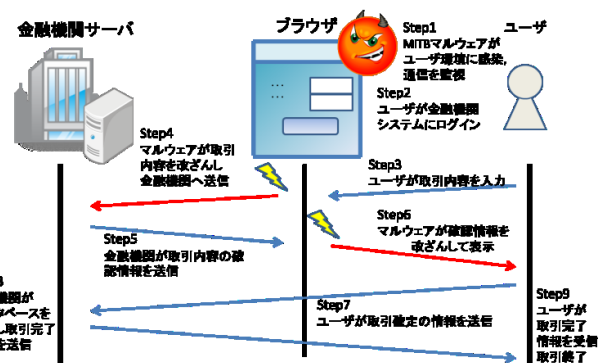 金融機関サーバ
ブラウザ
ユーザ
Step1
MITBマルウェアが
ユーザ環境に感染,
通信を監視
Step2
ユーザが金融機関
システムにログイン
Step3
ユーザが取引内容を入力
Step4
マルウェアが取引
内容を改ざんし
金融機関へ送信
Step5
金融機関が取引内容の確
認情報を送信
Step6
マルウェアが確認情報を
改ざんして表示
Step7
ユーザが取引確定の情報を送信
8
機関が
ベースを
し取引完了
を送信
Step9
ユーザが
取引完了
情報を受信
取引終了